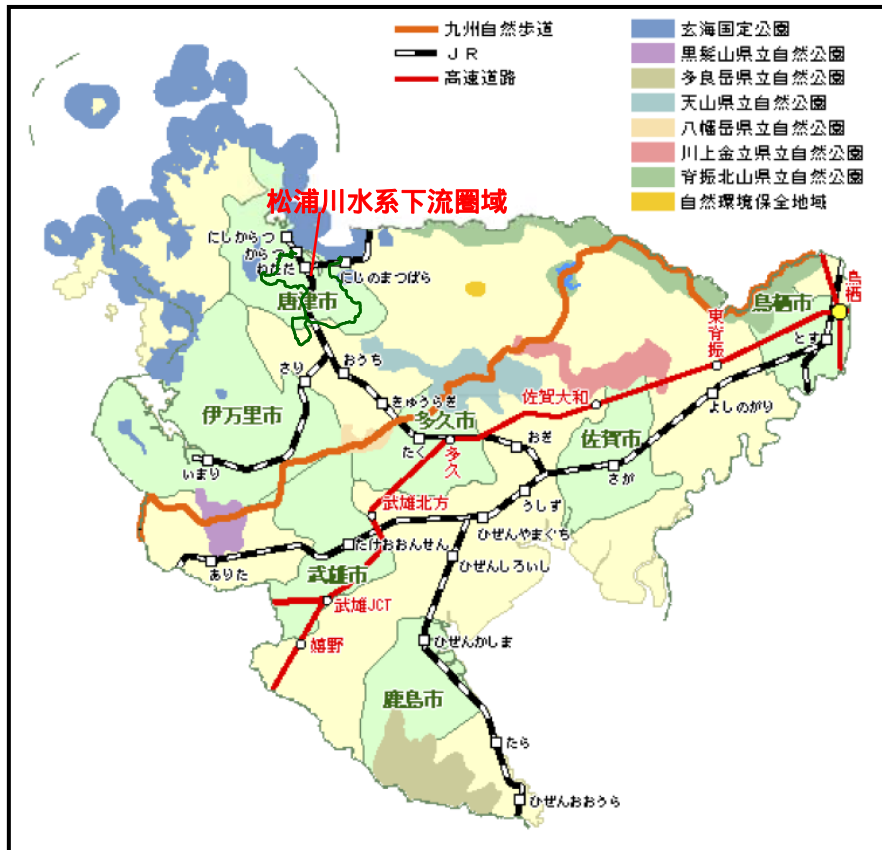 九州自然歩道
ＪＲ
高速道路
玄海国定公園
黒髪山県立自然公園
多良岳県立自然公園
天山県立自然公園
八幡岳県立自然公園
川上金立県立自然公園
脊振北山県立自然公園
自然環境保全地域
松浦川水系下流圏域
にしからつ
からつ
わただ
にじのまつばら
唐津市
鳥栖市
鳥栖
とす
東脊振
さり
おうち
きゅうらぎ
伊万里市
多久市
佐賀大和
よしのがり
佐賀市
たく
多久
おぎ
さが
いまり
武雄北方
うしず
ひぜんやまぐち
たけおおんせん
ひぜんしろいし
ありた
武雄市
武雄JCT
嬉野
ひぜんかしま
鹿島市
たら
ひぜんおおうら